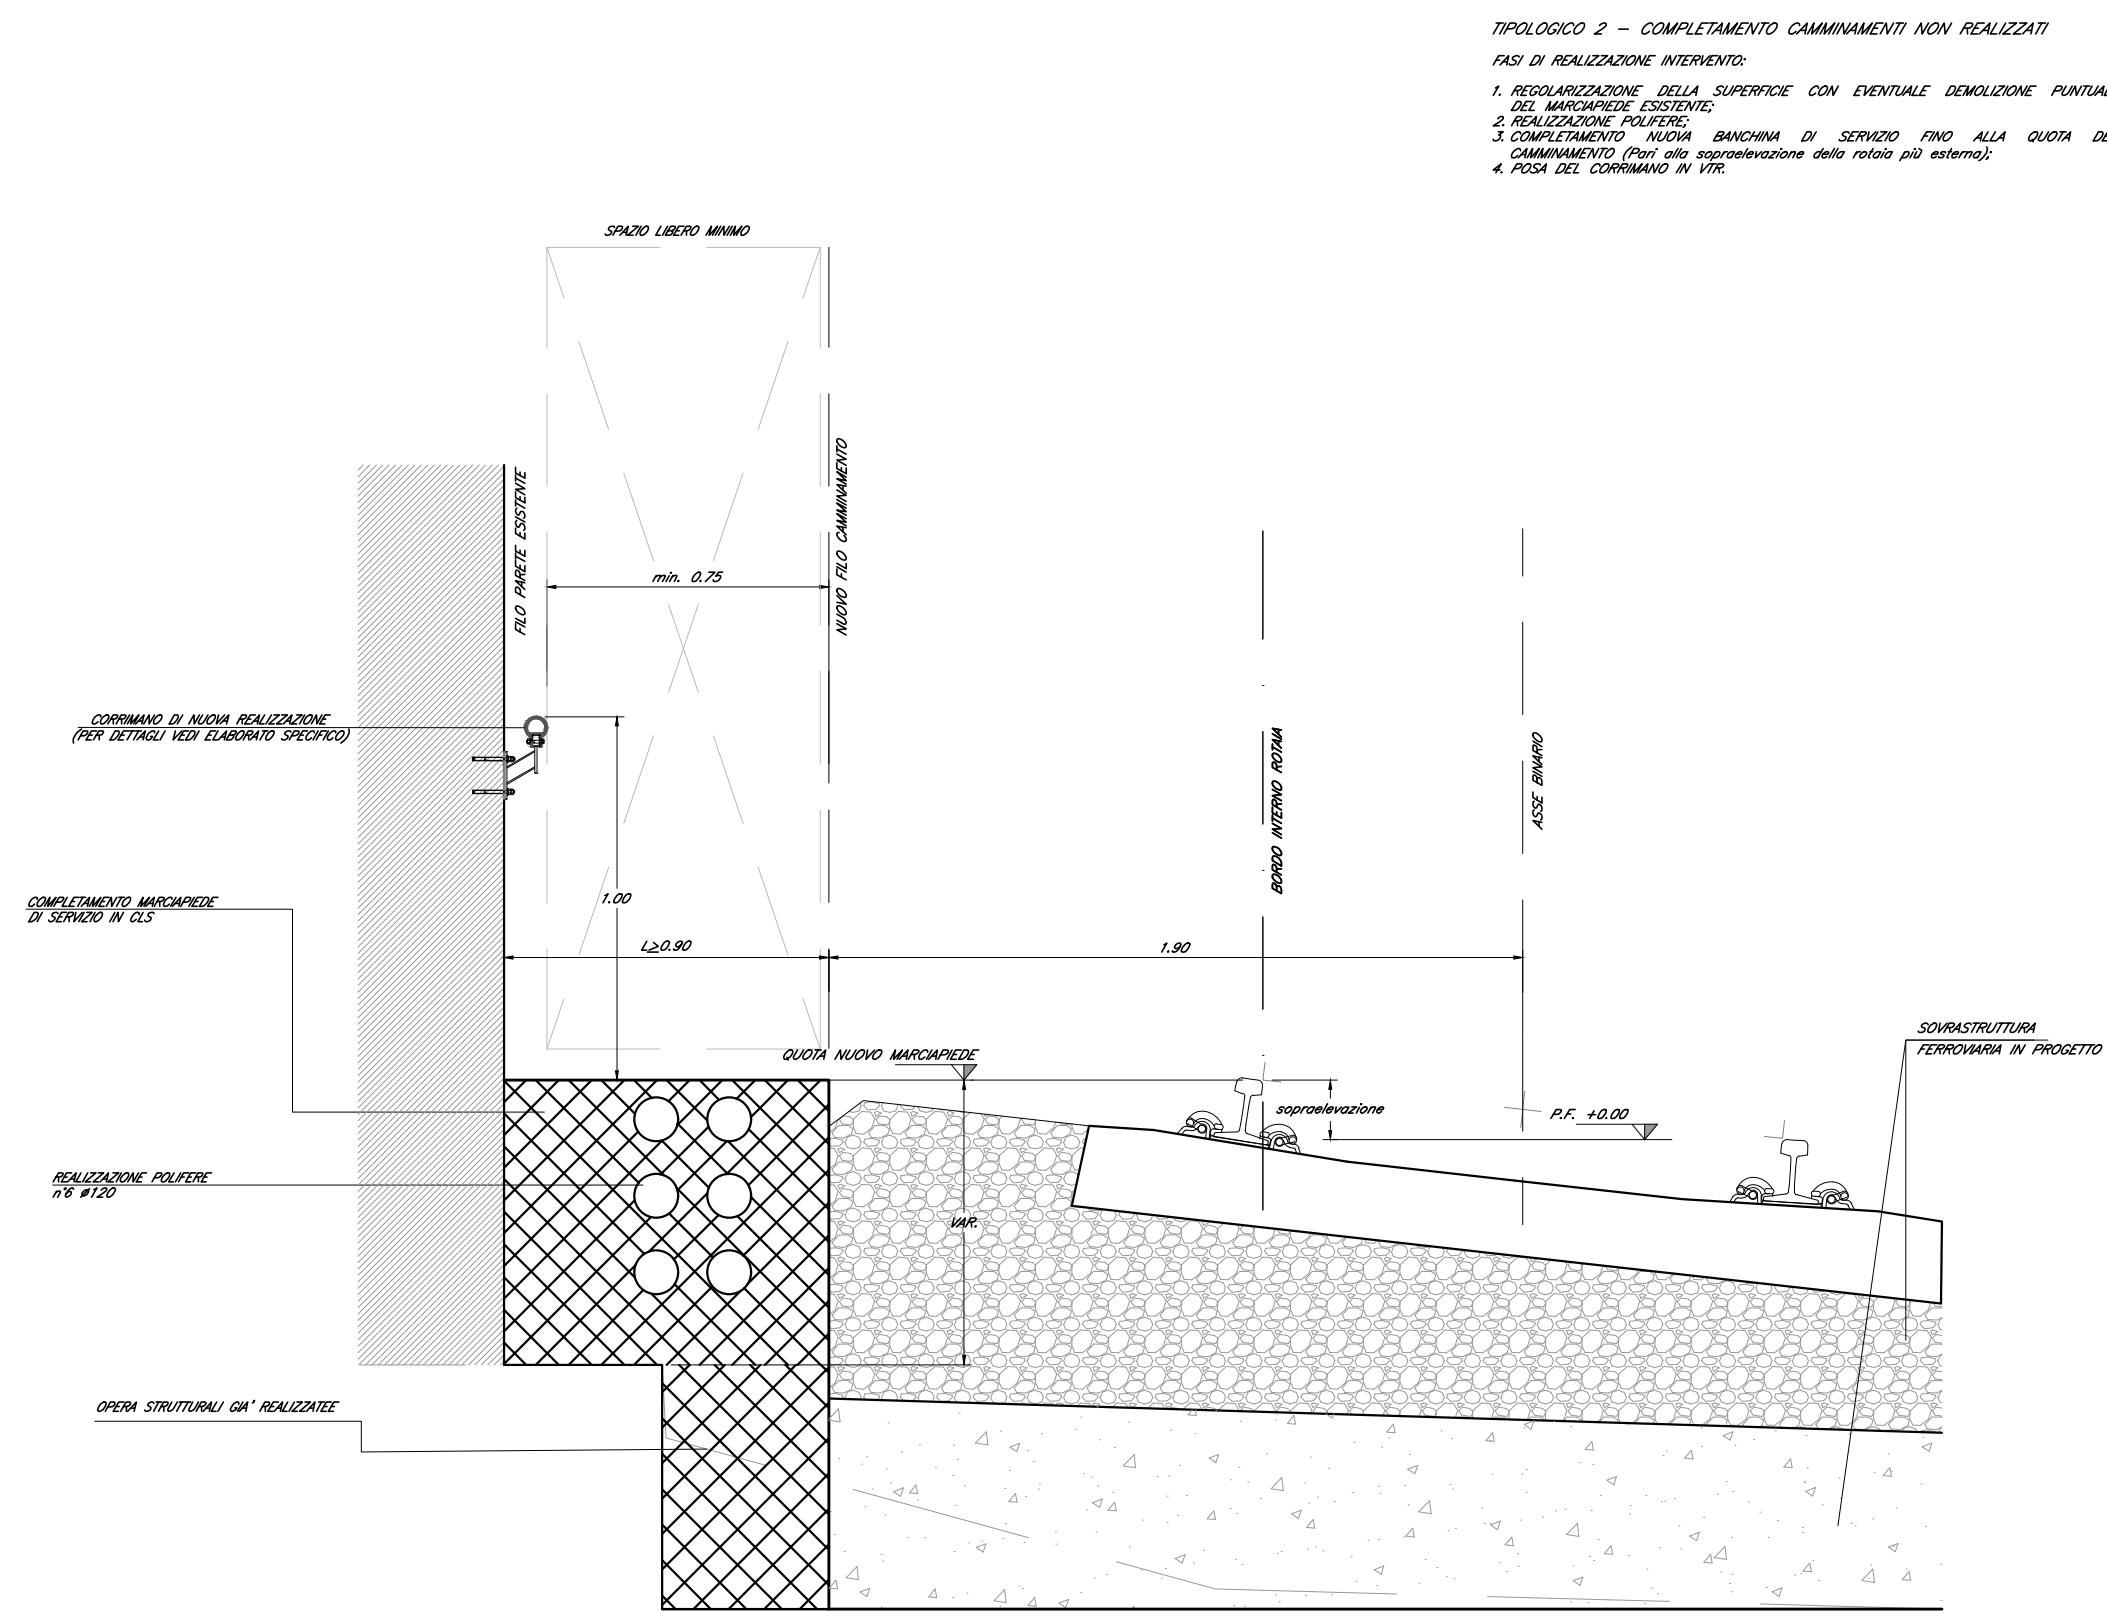 TIPOLOGICO 2 – COMPLETAMENTO CAMMINAMENTI NON REALIZZATI
FASI DI REALIZZAZIONE INTERVENTO:
1. REGOLARIZZAZIONE DELLA SUPERFICIE CON EVENTUALE DEMOLIZIONE
DEL MARCIAPIEDE ESISTENTE;
2. REALIZZAZIONE POLIFERE;
3. COMPLETAMENTO NUOVA BANCHINA DI SERVIZIO FINO ALLA QUOTA
CAMMINAMENTO (Pari alla sopraelevazione della rotaia più esterna);
4. POSA DEL CORRIMANO IN VTR.
SPAZIO LIBERO MINIMO
FILO PARETE ESISTENTE
NUOVO FILO CAMMINAMENTO
min. 0.75
CORRIMANO DI NUOVA REALIZZAZIONE
(PER DETTAGLI VEDI ELABORATO SPECIFICO)
BORDO INTERNO ROTAIA
ASSE BINARIO
1.00
COMPLETAMENTO MARCIAPIEDE
DI SERVIZIO IN CLS
L≥0.90
1.90
SOVRASTRUTTURA
FERROVIARIA IN PROGETTO
QUOTA NUOVO MARCIAPIEDE
sopraelevazione
P.F. +0.00
REALIZZAZIONE POLIFERE
n°6 ø120
VAR.
OPERA STRUTTURALI GIA' REALIZZATEE